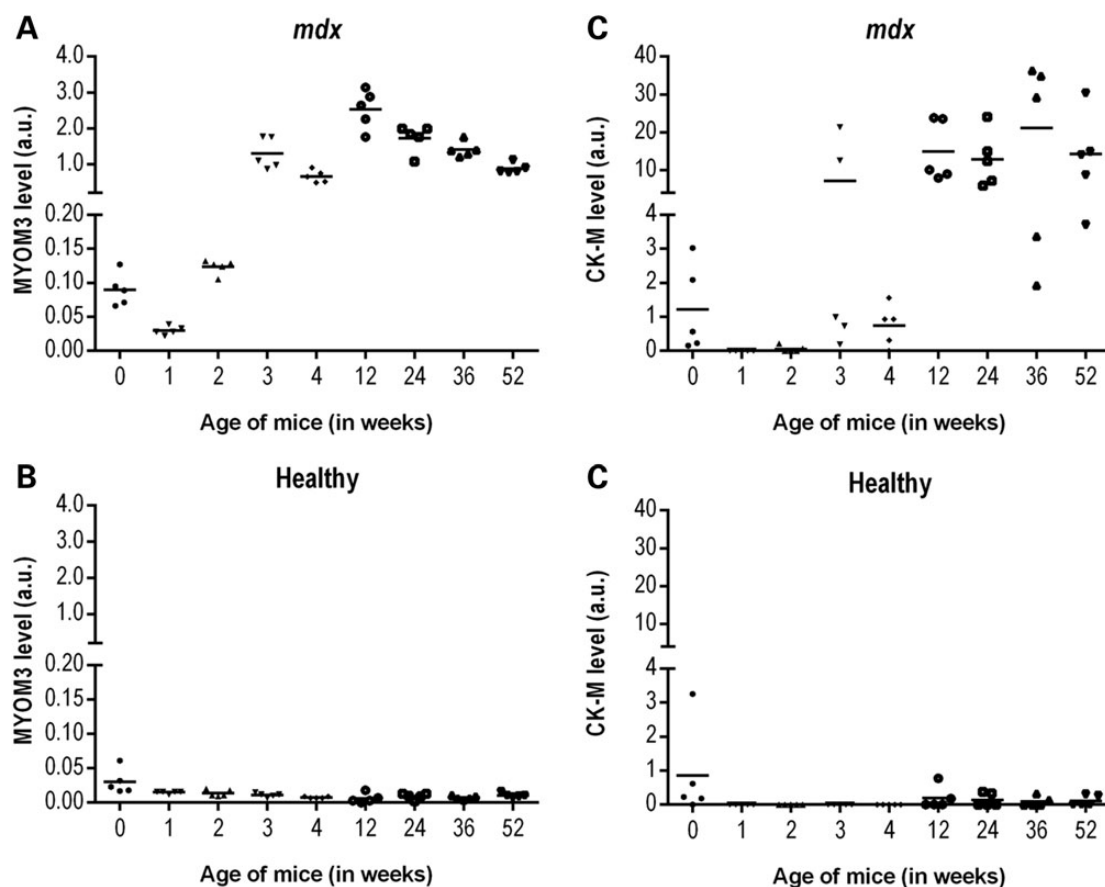 A
mdx
MYOM3 level (a.u.)
4.0
3.0
2.0
1.0
0.20
0.15
0.10
0.05
0.00
0 1 2 3 4 12 24 36 52
Age of mice (in weeks)
C
mdx
CK-M level (a.u.)
40
30
20
10
4
3
2
1
0
0 1 2 3 4 12 24 36 52
Age of mice (in weeks)
B
Healthy
MYOM3 level (a.u.)
4.0
3.0
2.0
1.0
0.20
0.15
0.10
0.05
0.00
0 1 2 3 4 12 24 36 52
Age of mice (in weeks)
C
Healthy
CK-M level (a.u.)
40
30
20
10
4
3
2
1
0
0 1 2 3 4 12 24 36 52
Age of mice (in weeks)